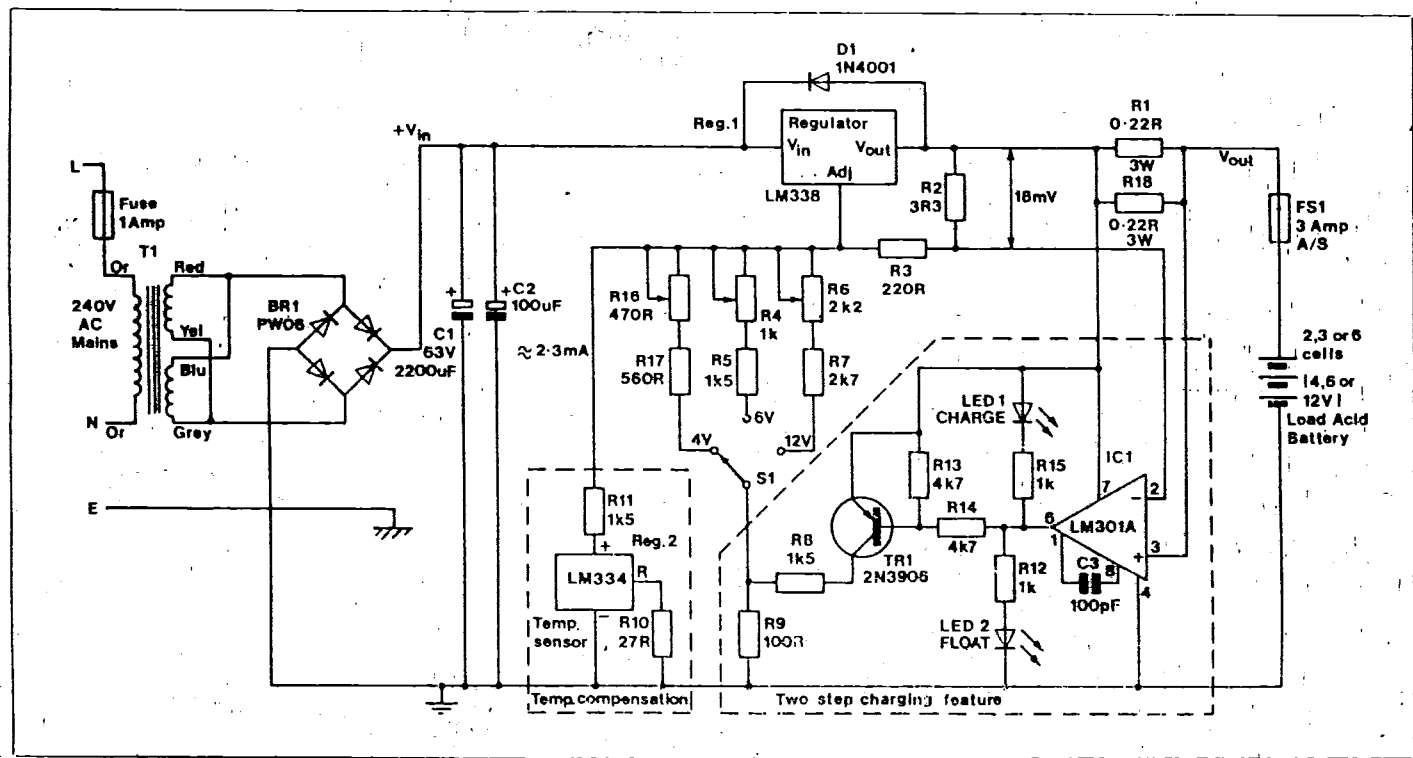 D1
1N4001
Reg.1
Regulator
Vin
Vout
Adj
LM338
+Vin
L
Fuse
1Amp
T1
Or
Red
240V
AC
Mains
Yel
Blu
N
Or
Grey
BR1
PW06
E
+
C1
63V
2200uF
+
C2
100uF
≈ 2·3mA
R2
3R3
18mV
R3
220R
R1
0·22R
3W
R18
0·22R
3W
Vout
FS1
3 Amp
A/S
2,3 or 6
cells
(4,6 or
12V)
Load Acid
Battery
R16
470R
R4
1k
R6
2k2
R17
560R
R5
1k5
R7
2k7
4V
6V
12V
S1
R11
1k5
+
Reg.2
LM334
R
-
Temp.
sensor
R10
27R
Temp.compensation
R8
1k5
R9
100R
TR1
2N3906
R13
4k7
R14
4k7
LED 1
CHARGE
R15
1k
R12
1k
LED 2
FLOAT
IC1
LM301A
7
-
2
6
1
+
3
8
4
C3
100pF
Two step charging feature